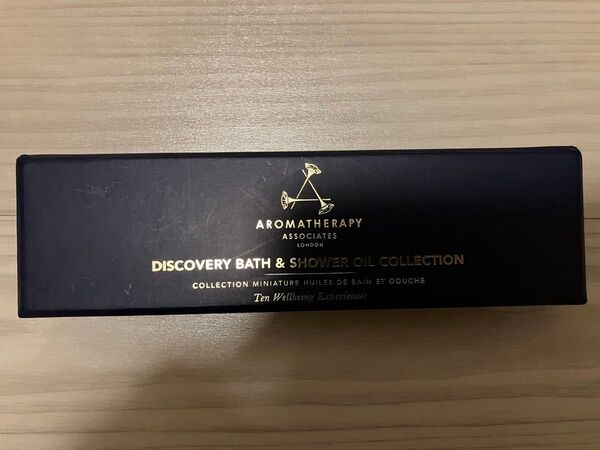 AROMATHERAPY
ASSOCIATES
LONDON
DISCOVERY BATH & SHOWER OIL COLLECTION
COLLECTION MINIATURE HUILES DE BAIN ET DOUCHE
Ten Wellbeing Experiences